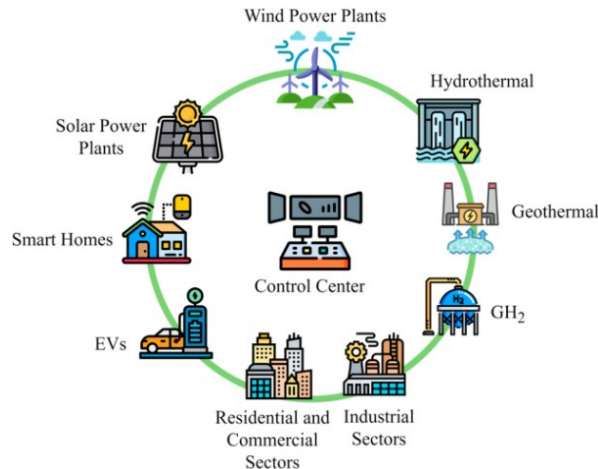 Wind Power Plants
Hydrothermal
Solar Power
Plants
Geothermal
Smart Homes
Control Center
H₂
GH₂
EVs
Residential and
Commercial
Sectors
Industrial
Sectors